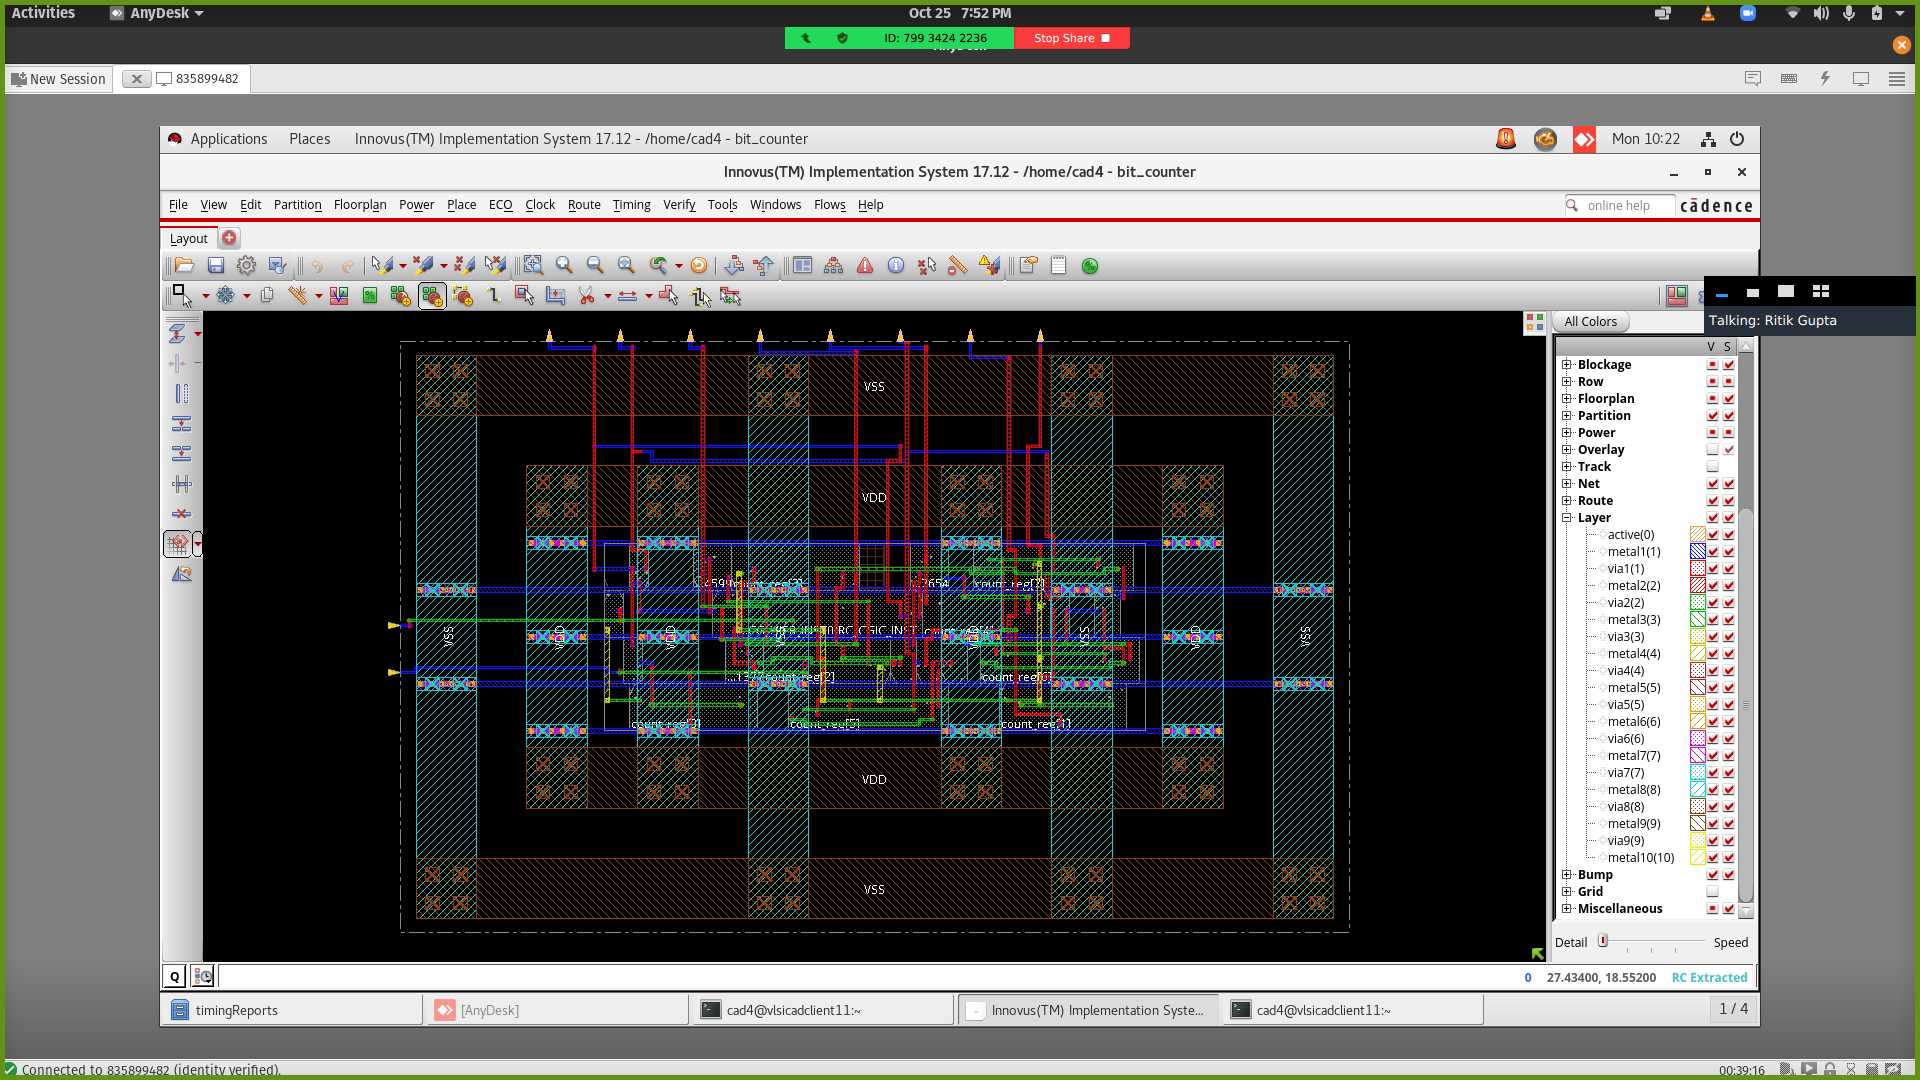 Activities AnyDesk Oct 25 7:52 PM
ID: 799 3424 2236 Stop Share
New Session 835899482
Applications Places Innovus(TM) Implementation System 17.12 - /home/cad4 - bit_counter Mon 10:22
Innovus(TM) Implementation System 17.12 - /home/cad4 - bit_counter
File View Edit Partition Floorplan Power Place ECO Clock Route Timing Verify Tools Windows Flows Help online help cādence
Layout
Talking: Ritik Gupta
All Colors
V S
Blockage
Row
Floorplan
Partition
Power
Overlay
Track
Net
Route
Layer
active(0)
metal1(1)
via1(1)
metal2(2)
via2(2)
metal3(3)
via3(3)
metal4(4)
via4(4)
metal5(5)
via5(5)
metal6(6)
via6(6)
metal7(7)
via7(7)
metal8(8)
via8(8)
metal9(9)
via9(9)
metal10(10)
Bump
Grid
Miscellaneous
Detail Speed
VSS
VDD
count_reg[7]
VSS VDD VDD VSS VDD VSS
count_reg[2] count_reg[6]
count_reg[3] count_reg[5] count_reg[1]
VDD
VSS
Q 0 27.43400, 18.55200 RC Extracted
timingReports [AnyDesk] cad4@vlsicadclient11:~ Innovus(TM) Implementation Syste... cad4@vlsicadclient11:~ 1 / 4
Connected to 835899482 (identity verified). 00:39:16